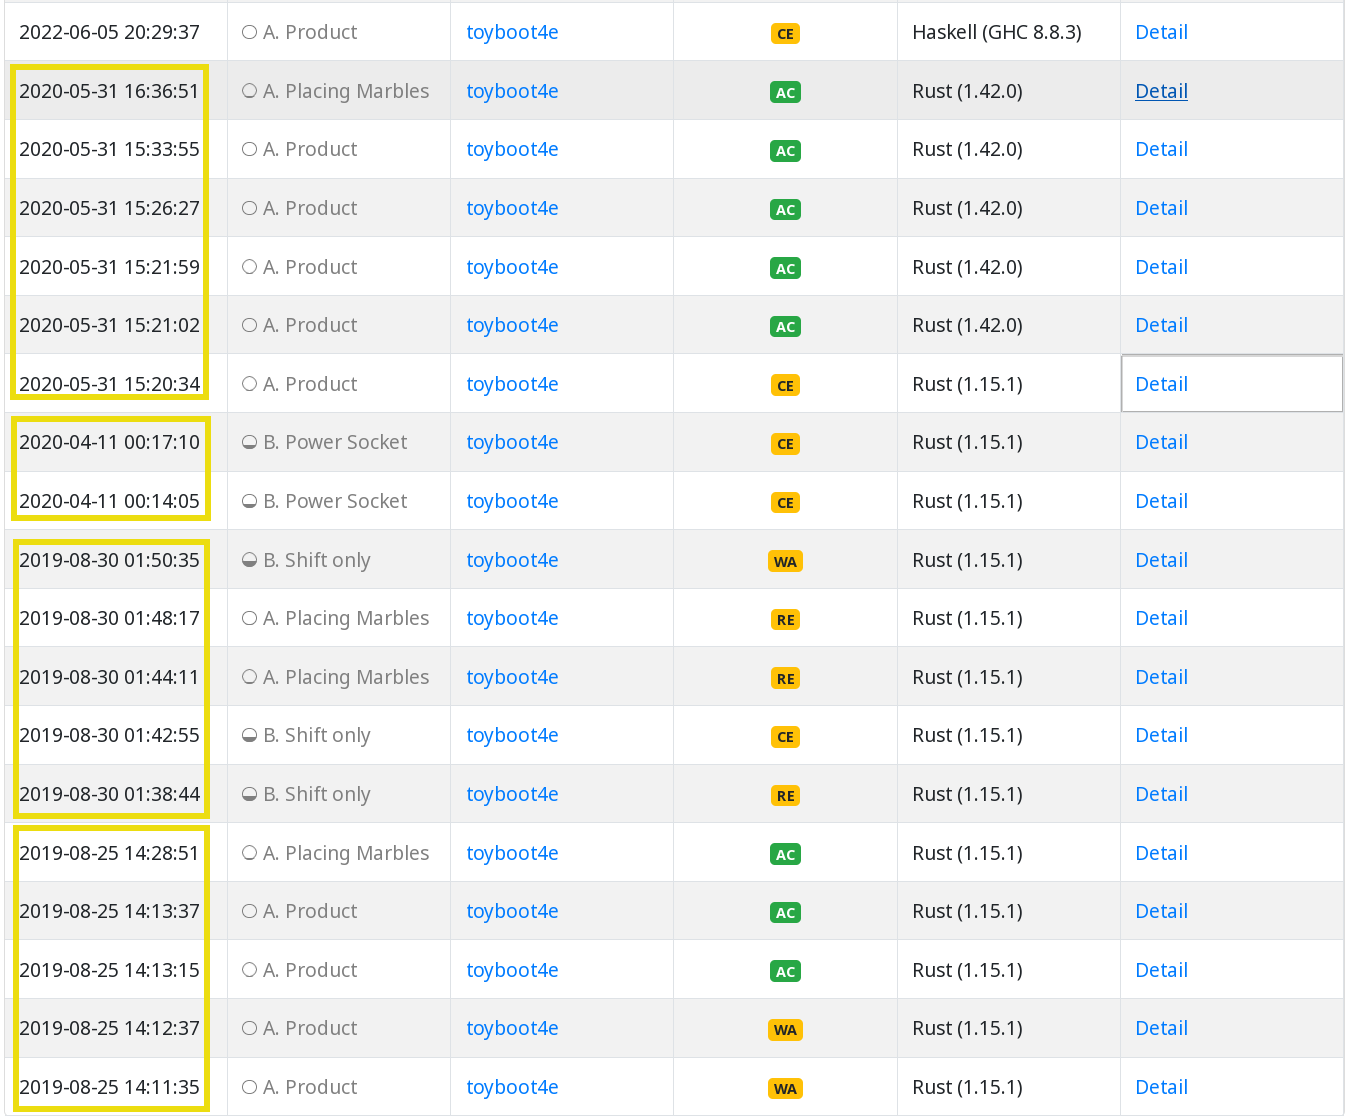 2022-06-05 20:29:37 A. Product toyboot4e CE Haskell (GHC 8.8.3) Detail
2020-05-31 16:36:51 A. Placing Marbles toyboot4e AC Rust (1.42.0) Detail
2020-05-31 15:33:55 A. Product toyboot4e AC Rust (1.42.0) Detail
2020-05-31 15:26:27 A. Product toyboot4e AC Rust (1.42.0) Detail
2020-05-31 15:21:59 A. Product toyboot4e AC Rust (1.42.0) Detail
2020-05-31 15:21:02 A. Product toyboot4e AC Rust (1.42.0) Detail
2020-05-31 15:20:34 A. Product toyboot4e CE Rust (1.15.1) Detail
2020-04-11 00:17:10 B. Power Socket toyboot4e CE Rust (1.15.1) Detail
2020-04-11 00:14:05 B. Power Socket toyboot4e CE Rust (1.15.1) Detail
2019-08-30 01:50:35 B. Shift only toyboot4e WA Rust (1.15.1) Detail
2019-08-30 01:48:17 A. Placing Marbles toyboot4e RE Rust (1.15.1) Detail
2019-08-30 01:44:11 A. Placing Marbles toyboot4e RE Rust (1.15.1) Detail
2019-08-30 01:42:55 B. Shift only toyboot4e CE Rust (1.15.1) Detail
2019-08-30 01:38:44 B. Shift only toyboot4e RE Rust (1.15.1) Detail
2019-08-25 14:28:51 A. Placing Marbles toyboot4e AC Rust (1.15.1) Detail
2019-08-25 14:13:37 A. Product toyboot4e AC Rust (1.15.1) Detail
2019-08-25 14:13:15 A. Product toyboot4e AC Rust (1.15.1) Detail
2019-08-25 14:12:37 A. Product toyboot4e WA Rust (1.15.1) Detail
2019-08-25 14:11:35 A. Product toyboot4e WA Rust (1.15.1) Detail